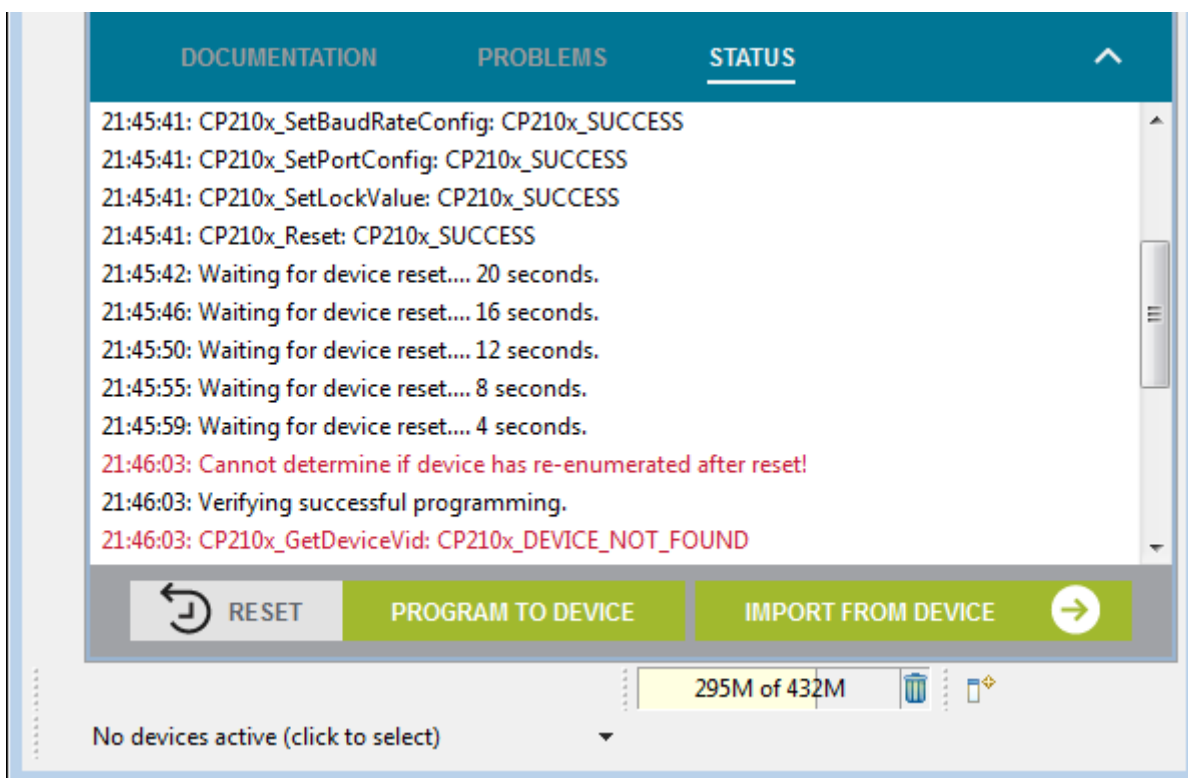 DOCUMENTATION PROBLEMS STATUS
21:45:41: CP210x_SetBaudRateConfig: CP210x_SUCCESS
21:45:41: CP210x_SetPortConfig: CP210x_SUCCESS
21:45:41: CP210x_SetLockValue: CP210x_SUCCESS
21:45:41: CP210x_Reset: CP210x_SUCCESS
21:45:42: Waiting for device reset.... 20 seconds.
21:45:46: Waiting for device reset.... 16 seconds.
21:45:50: Waiting for device reset.... 12 seconds.
21:45:55: Waiting for device reset.... 8 seconds.
21:45:59: Waiting for device reset.... 4 seconds.
21:46:03: Cannot determine if device has re-enumerated after reset!
21:46:03: Verifying successful programming.
21:46:03: CP210x_GetDeviceVid: CP210x_DEVICE_NOT_FOUND
RESET PROGRAM TO DEVICE IMPORT FROM DEVICE
295M of 432M
No devices active (click to select)